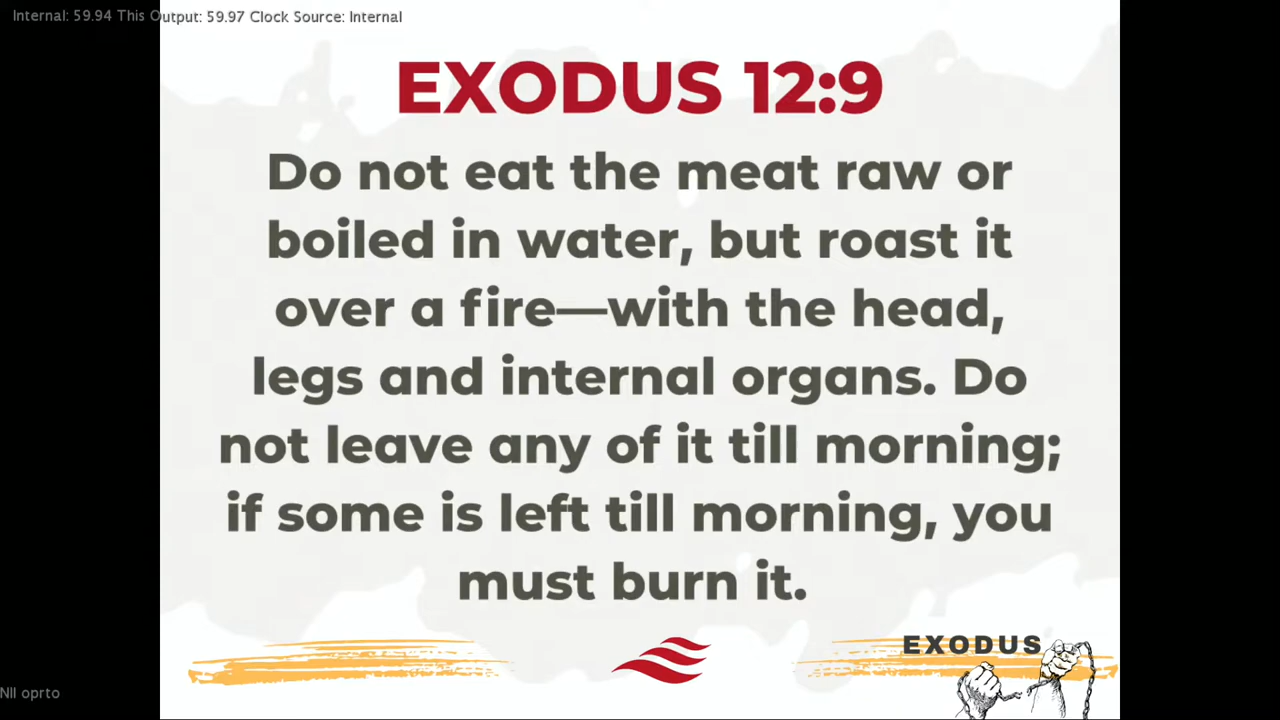 Internal: 59.94 This Output: 59.97 Clock Source: Internal
EXODUS 12:9
Do not eat the meat raw or
boiled in water, but roast it
over a fire—with the head,
legs and internal organs. Do
not leave any of it till morning;
if some is left till morning, you
must burn it.
EXODUS